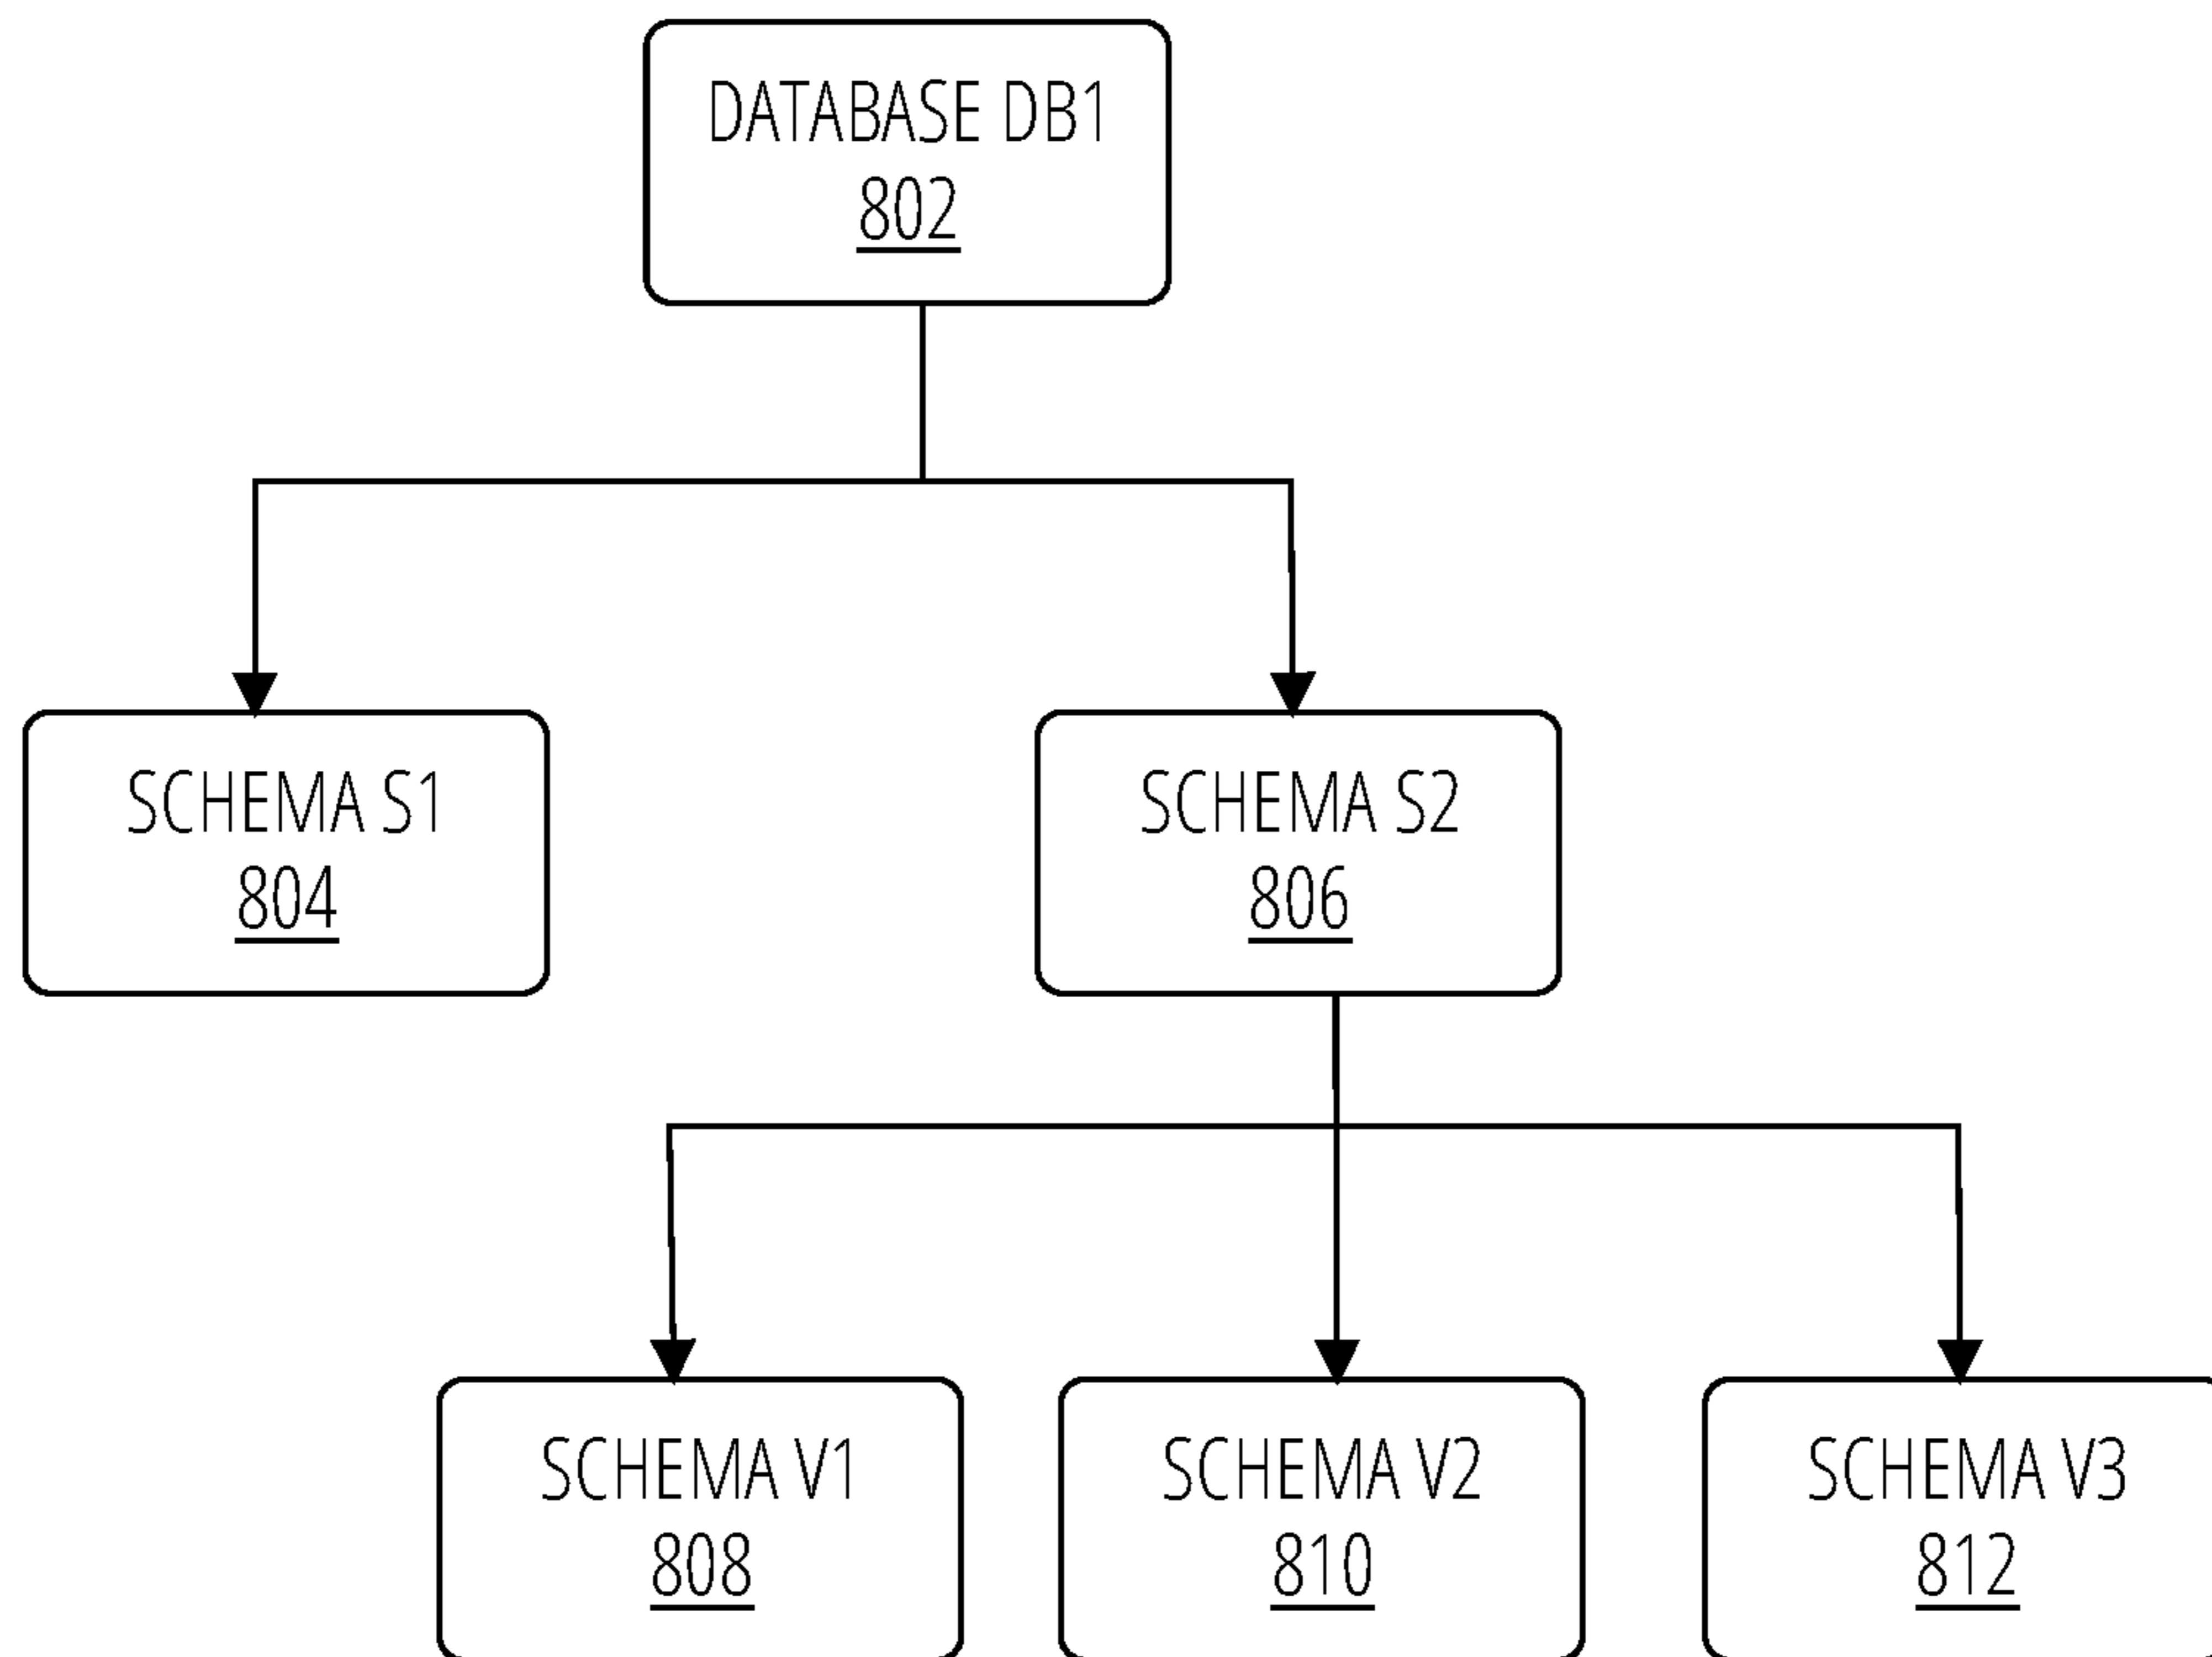 DATABASE DB1
802
SCHEMA S1
804
SCHEMA S2
806
SCHEMA V1
808
SCHEMA V2
810
SCHEMA V3
812